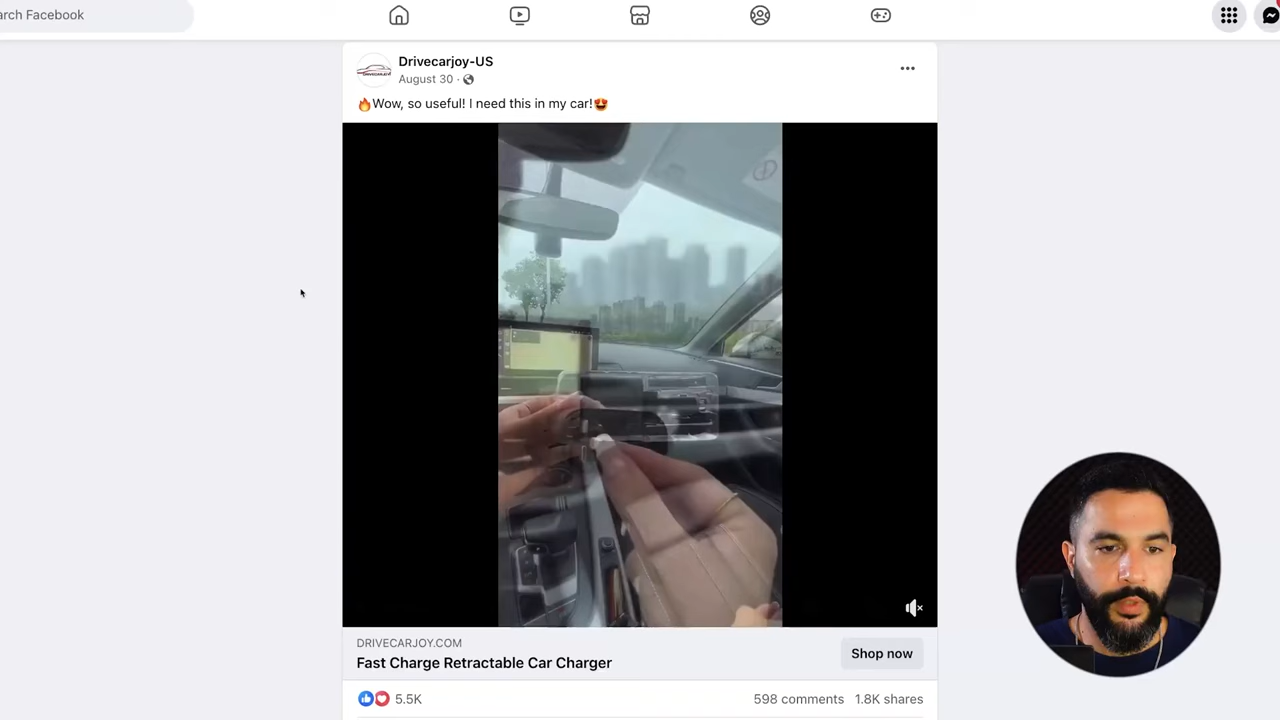 arch Facebook
Drivecarjoy-US
August 30 ·
🔥Wow, so useful! I need this in my car!😍
DRIVECARJOY.COM
Fast Charge Retractable Car Charger
Shop now
5.5K
598 comments 1.8K shares